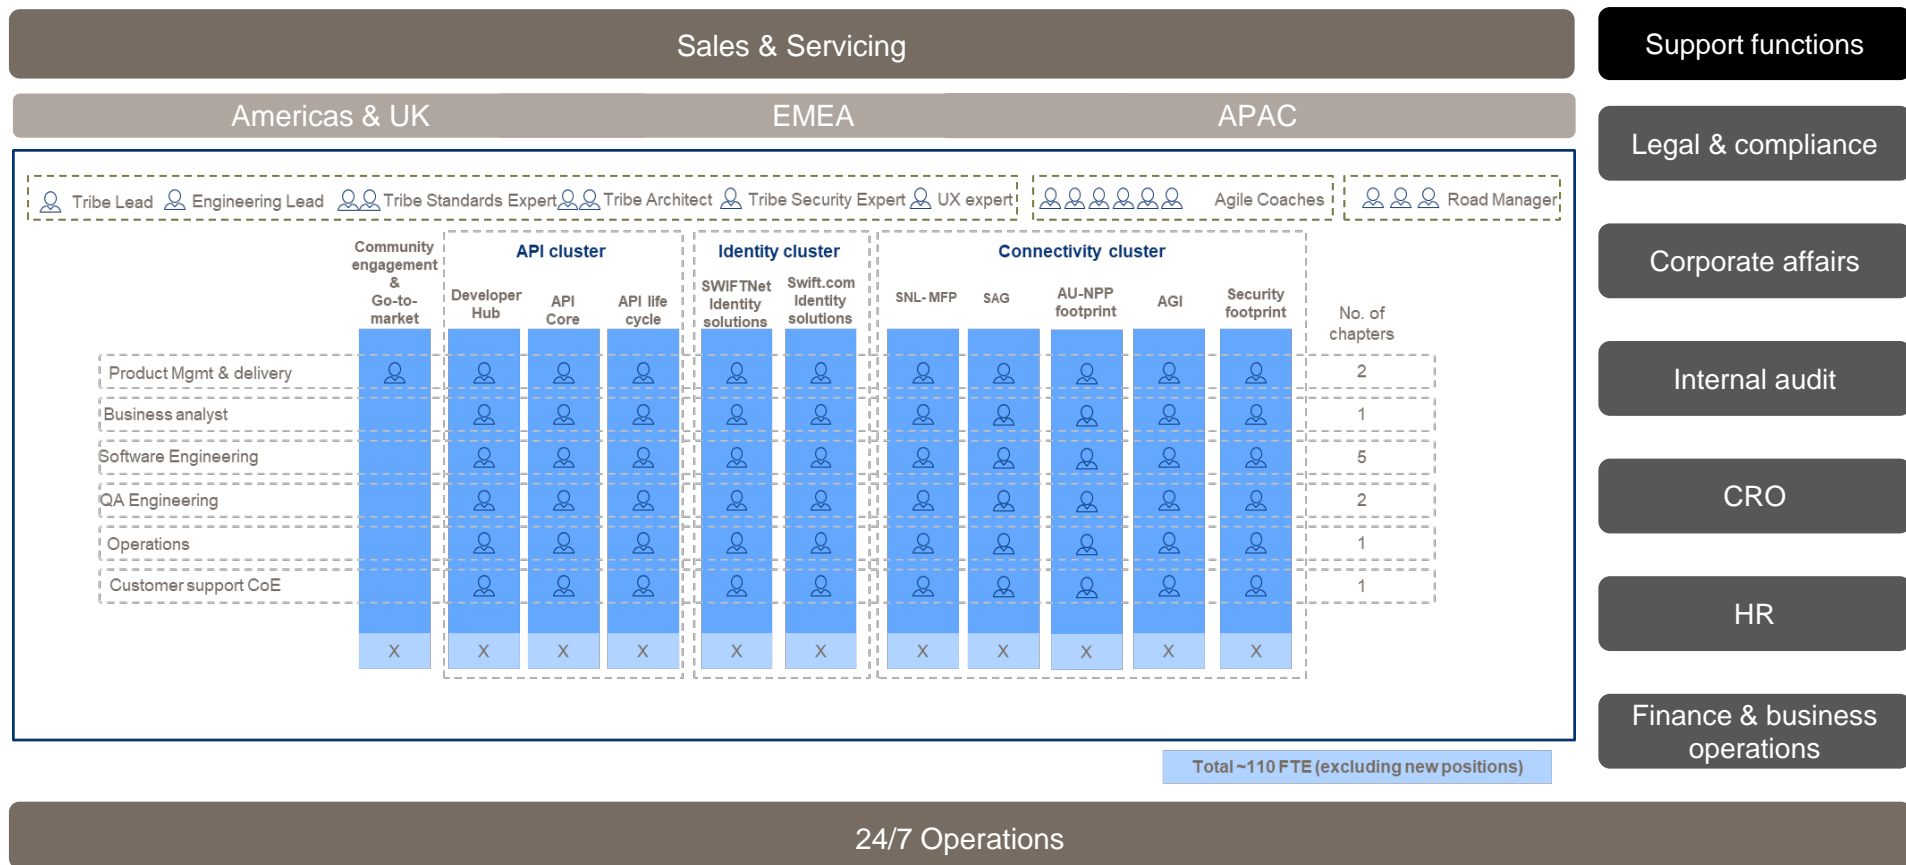 Sales & Servicing
Support functions
Americas & UK
EMEA
APAC
Legal & compliance
Tribe Lead
Engineering Lead
Tribe Standards Expert
Tribe Architect
Tribe Security Expert
UX expert
Agile Coaches
Road Manager
Community
engagement
&
Go-to-
market
API cluster
Developer
Hub
API
Core
API life
cycle
Identity cluster
SWIFTNet
Identity
solutions
Swift.com
Identity
solutions
Connectivity cluster
SNL- MFP
SAG
AU-NPP
footprint
AGI
Security
footprint
No. of
chapters
Product Mgmt & delivery
2
Business analyst
1
Software Engineering
5
QA Engineering
2
Operations
1
Customer support CoE
1
X X X X X X X X X X X
Corporate affairs
Internal audit
CRO
HR
Finance & business
operations
Total ~110 FTE (excluding new positions)
24/7 Operations